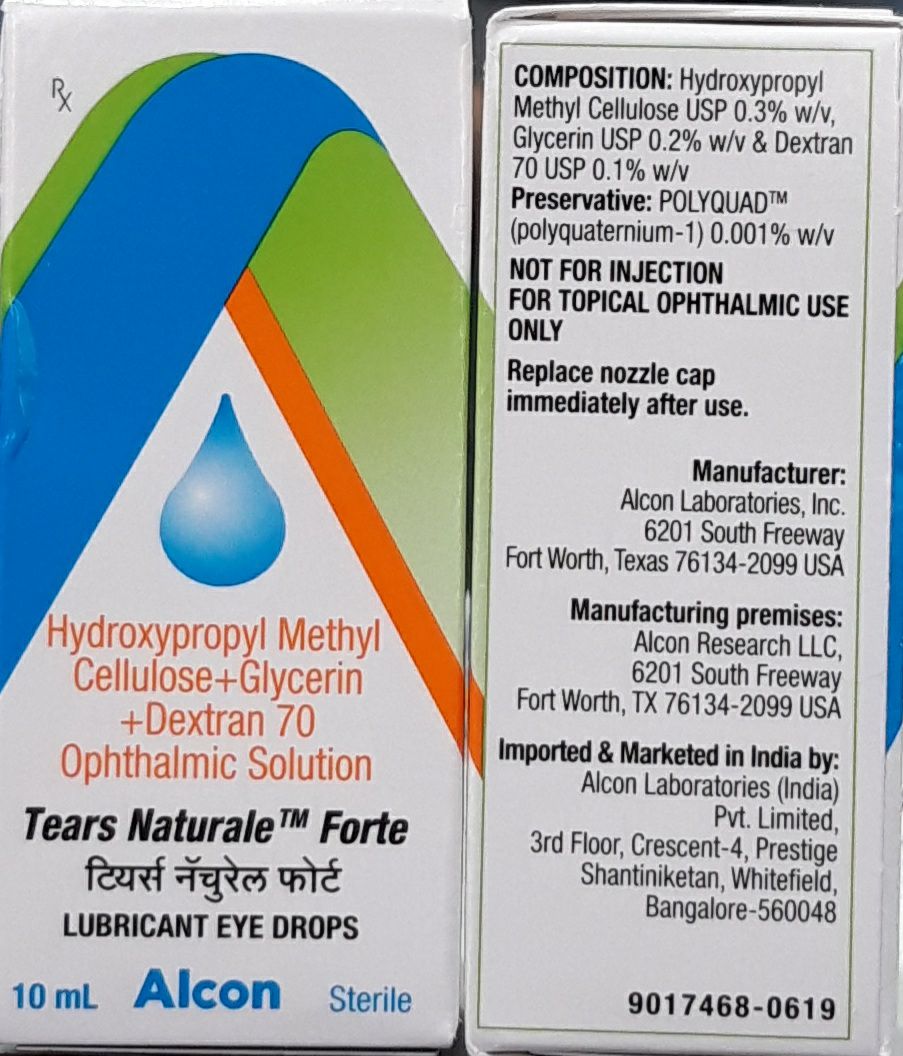 Rx
Hydroxypropyl Methyl
Cellulose+Glycerin
+Dextran 70
Ophthalmic Solution
Tears Naturale™ Forte
टियर्स नॅचुरेल फोर्ट
LUBRICANT EYE DROPS
10 mL Alcon Sterile
COMPOSITION: Hydroxypropyl
Methyl Cellulose USP 0.3% w/v,
Glycerin USP 0.2% w/v & Dextran
70 USP 0.1% w/v
Preservative: POLYQUAD™
(polyquaternium-1) 0.001% w/v
NOT FOR INJECTION
FOR TOPICAL OPHTHALMIC USE
ONLY
Replace nozzle cap
immediately after use.
Manufacturer:
Alcon Laboratories, Inc.
6201 South Freeway
Fort Worth, Texas 76134-2099 USA
Manufacturing premises:
Alcon Research LLC,
6201 South Freeway
Fort Worth, TX 76134-2099 USA
Imported & Marketed in India by:
Alcon Laboratories (India)
Pvt. Limited,
3rd Floor, Crescent-4, Prestige
Shantiniketan, Whitefield,
Bangalore-560048
9017468-0619